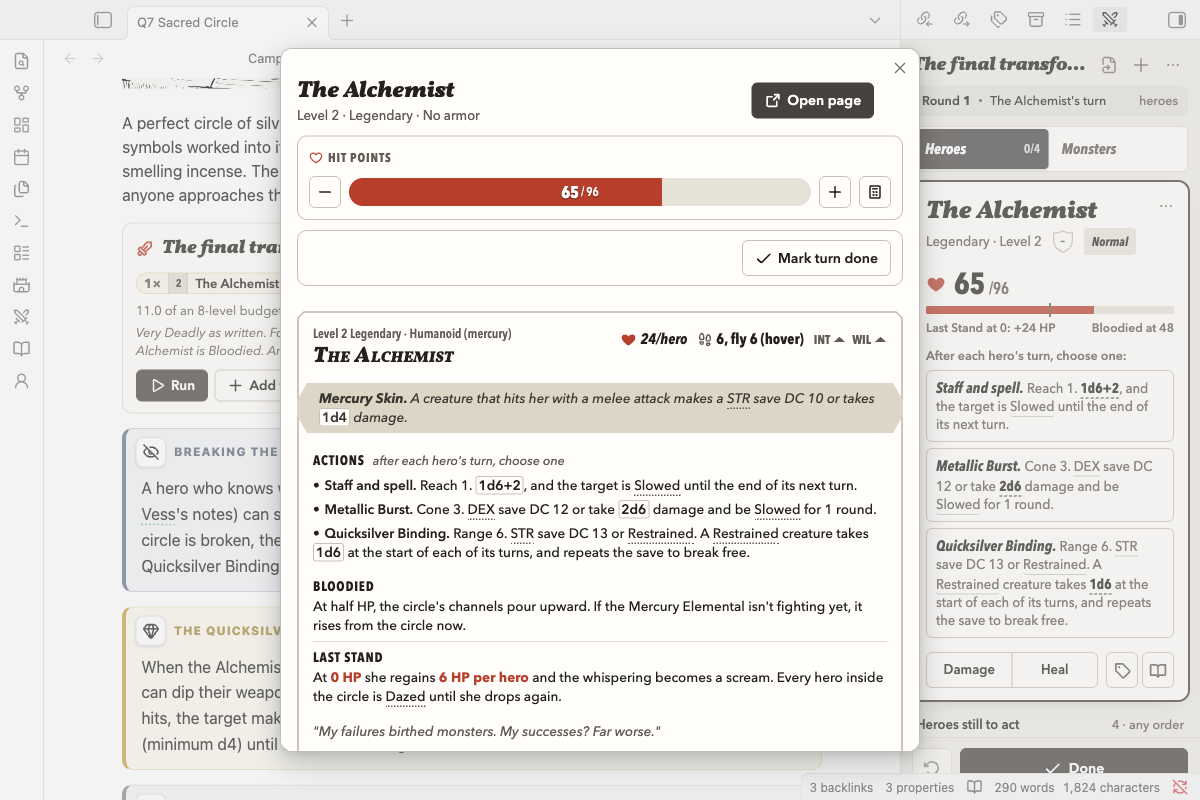 Q7 Sacred Circle
Camp
The final transfo...
Round 1 • The Alchemist's turn
heroes
Heroes
0/4
Monsters
A perfect circle of silv
symbols worked into i
smelling incense. The
anyone approaches th
The final tran
1×
2
The Alchemist
11.0 of an 8-level budget
Very Deadly as written. Fo
Alchemist is Bloodied. An
Run
Add
BREAKING THE
A hero who knows
Vess's notes) can s
circle is broken, the
Quicksilver Binding
THE QUICKSILV
When the Alchemis
can dip their weapo
hits, the target mak
(minimum d4) until
The Alchemist
Level 2 · Legendary · No armor
Open page
HIT POINTS
65/96
Mark turn done
Level 2 Legendary · Humanoid (mercury)
THE ALCHEMIST
24/hero
6, fly 6 (hover)
INT
WIL
Mercury Skin. A creature that hits her with a melee attack makes a STR save DC 10 or takes
1d4 damage.
ACTIONS after each hero's turn, choose one
• Staff and spell. Reach 1. 1d6+2, and the target is Slowed until the end of its next turn.
• Metallic Burst. Cone 3. DEX save DC 12 or take 2d6 damage and be Slowed for 1 round.
• Quicksilver Binding. Range 6. STR save DC 13 or Restrained. A Restrained creature takes
1d6 at the start of each of its turns, and repeats the save to break free.
BLOODIED
At half HP, the circle's channels pour upward. If the Mercury Elemental isn't fighting yet, it
rises from the circle now.
LAST STAND
At 0 HP she regains 6 HP per hero and the whispering becomes a scream. Every hero inside
the circle is Dazed until she drops again.
"My failures birthed monsters. My successes? Far worse."
The Alchemist
Legendary · Level 2
-
Normal
65 /96
Last Stand at 0: +24 HP
Bloodied at 48
After each hero's turn, choose one:
Staff and spell. Reach 1. 1d6+2, and
the target is Slowed until the end of
its next turn.
Metallic Burst. Cone 3. DEX save DC
12 or take 2d6 damage and be
Slowed for 1 round.
Quicksilver Binding. Range 6. STR
save DC 13 or Restrained. A
Restrained creature takes 1d6 at the
start of each of its turns, and repeats
the save to break free.
Damage
Heal
Heroes still to act
4 · any order
Done
3 backlinks
3 properties
290 words
1,824 characters